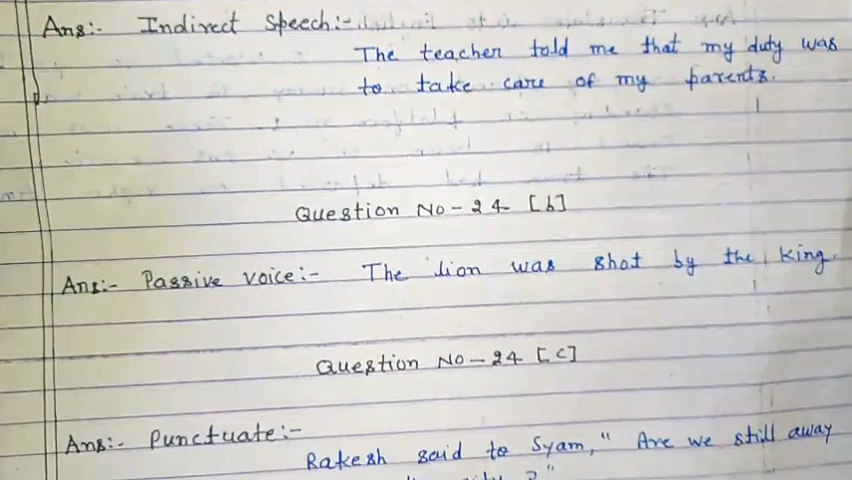 Ans:- Indirect speech:-
The teacher told me that my duty was
to take care of my parents.
Question No - 24 [b]
Ans:- Passive voice:- The lion was shot by the king.
Question No - 24 [c]
Ans:- Punctuate:-
Rakesh said to Syam, " Are we still away
?"